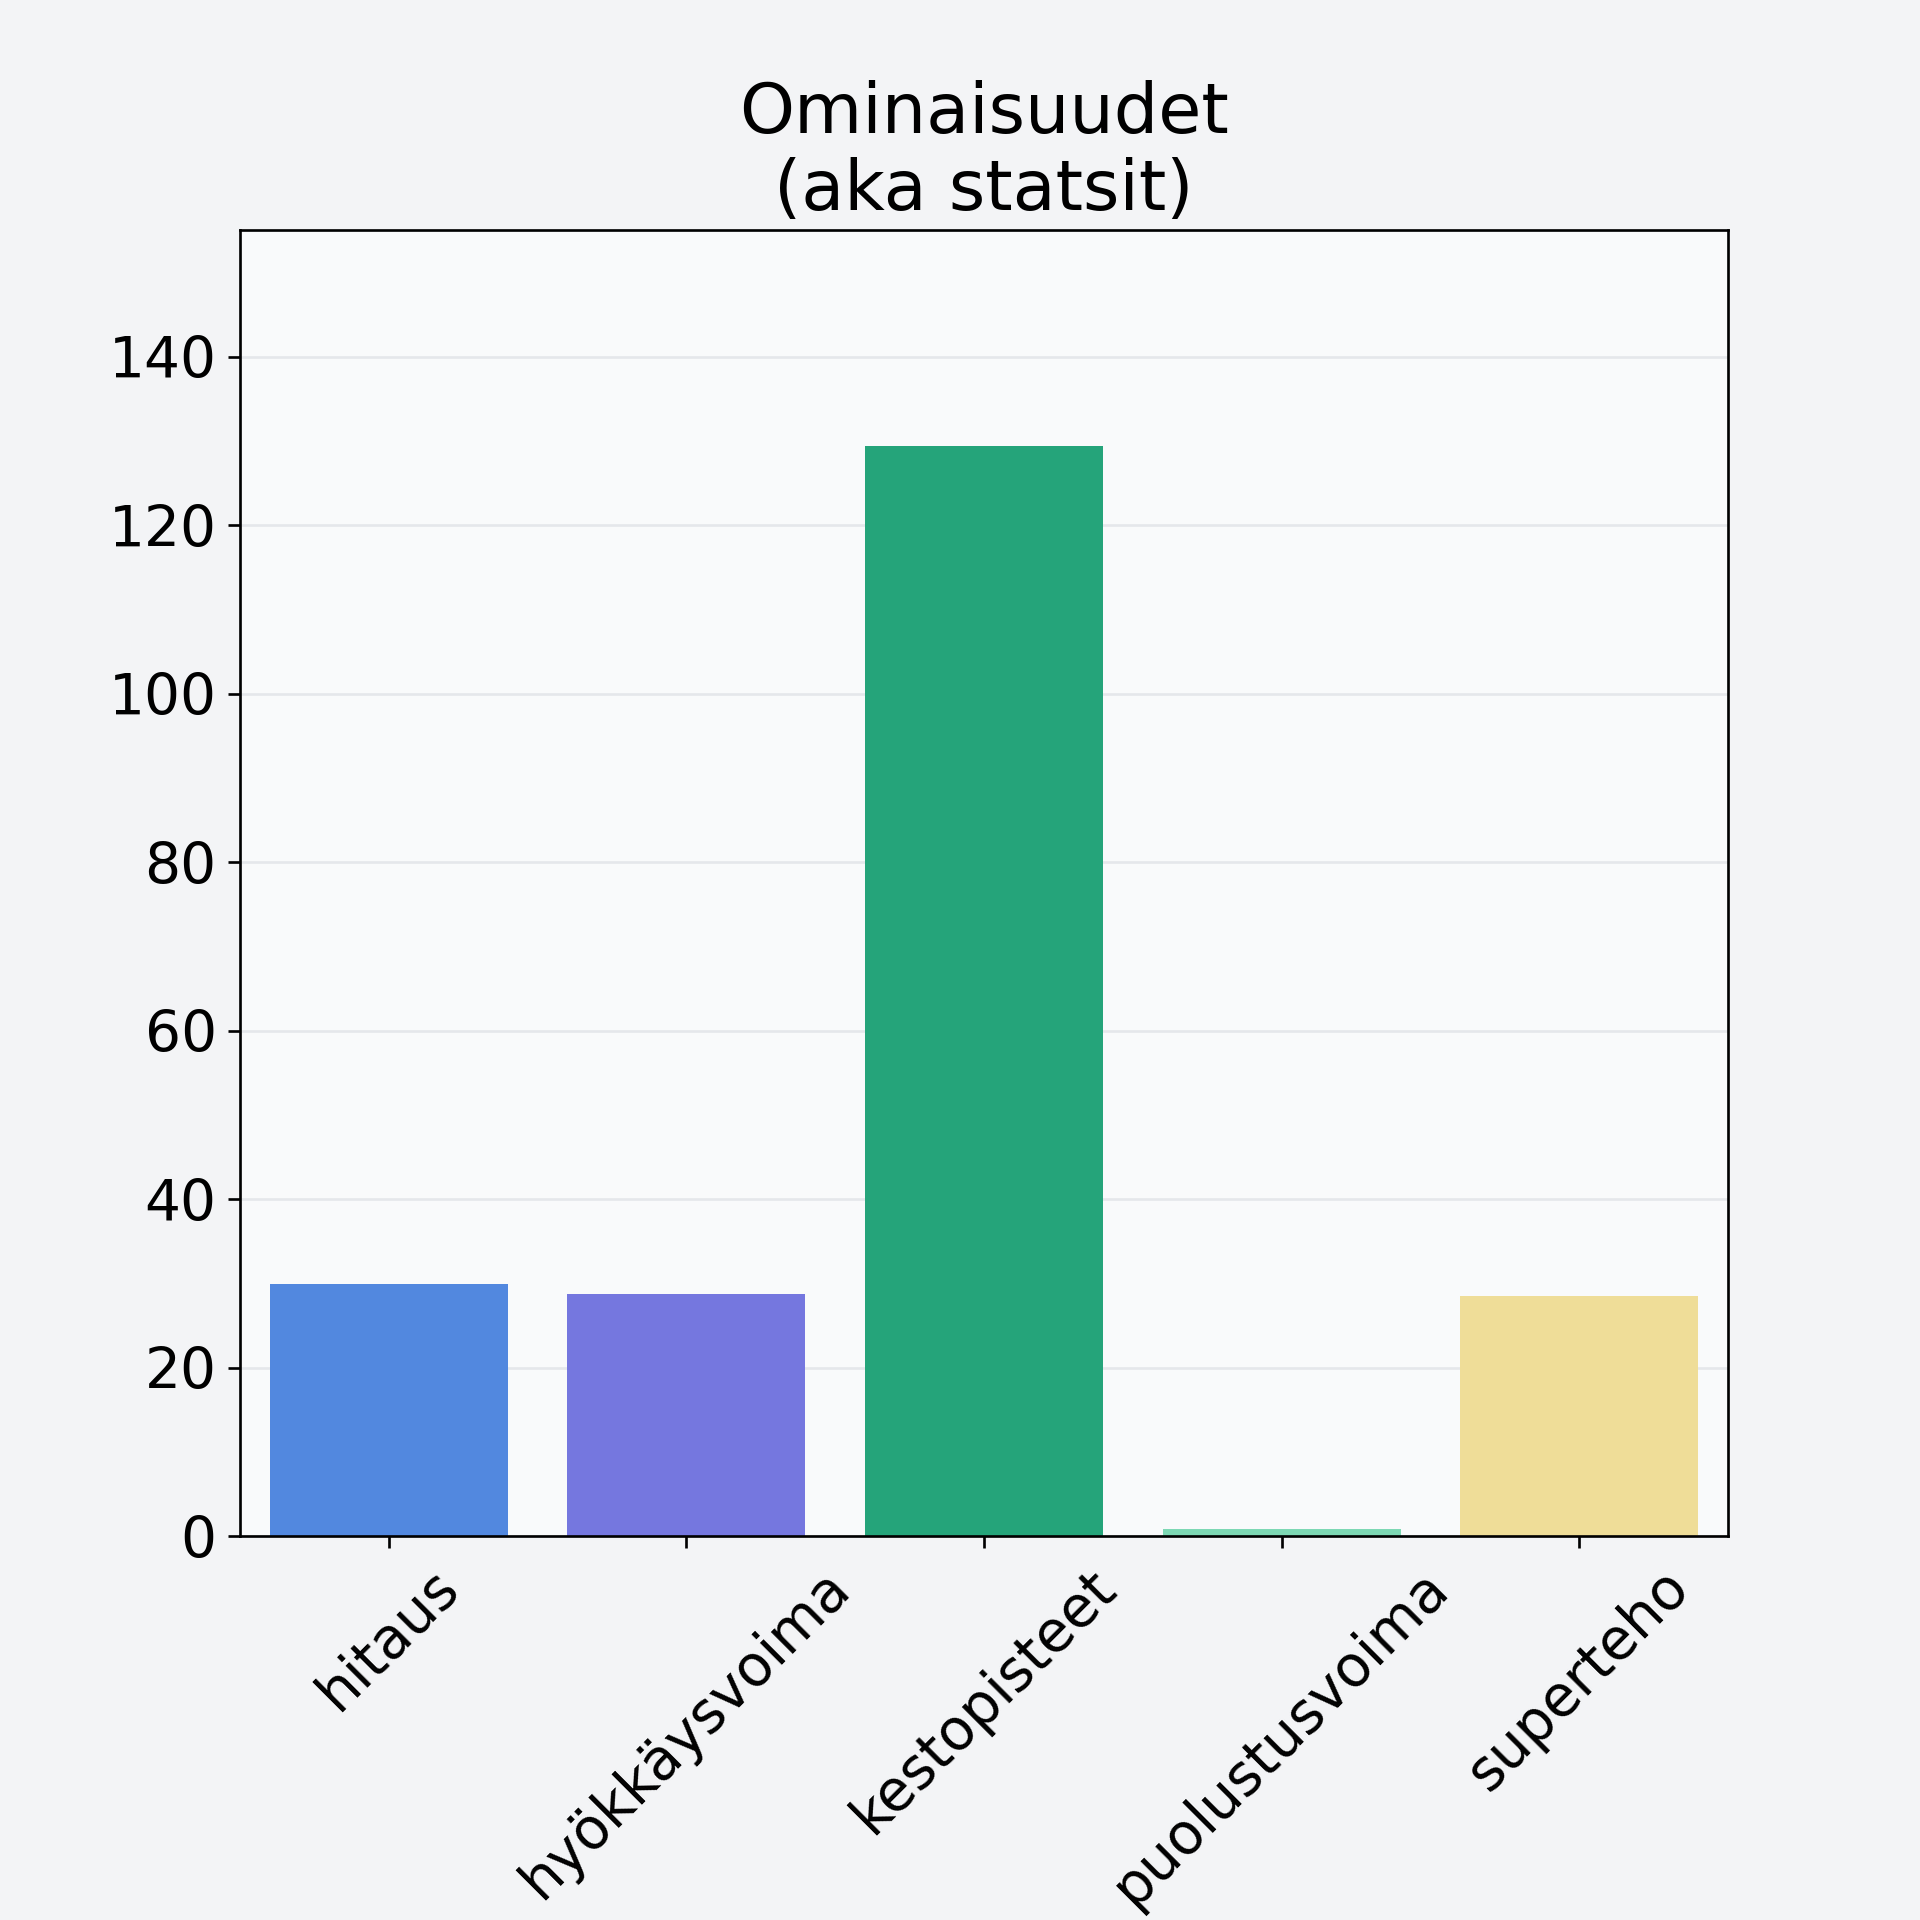 Ominaisuudet
(aka statsit)
140
120
100
80
60
40
20
0
hitaus
hyökkäysvoima
kestopisteet
puolustusvoima
superteho